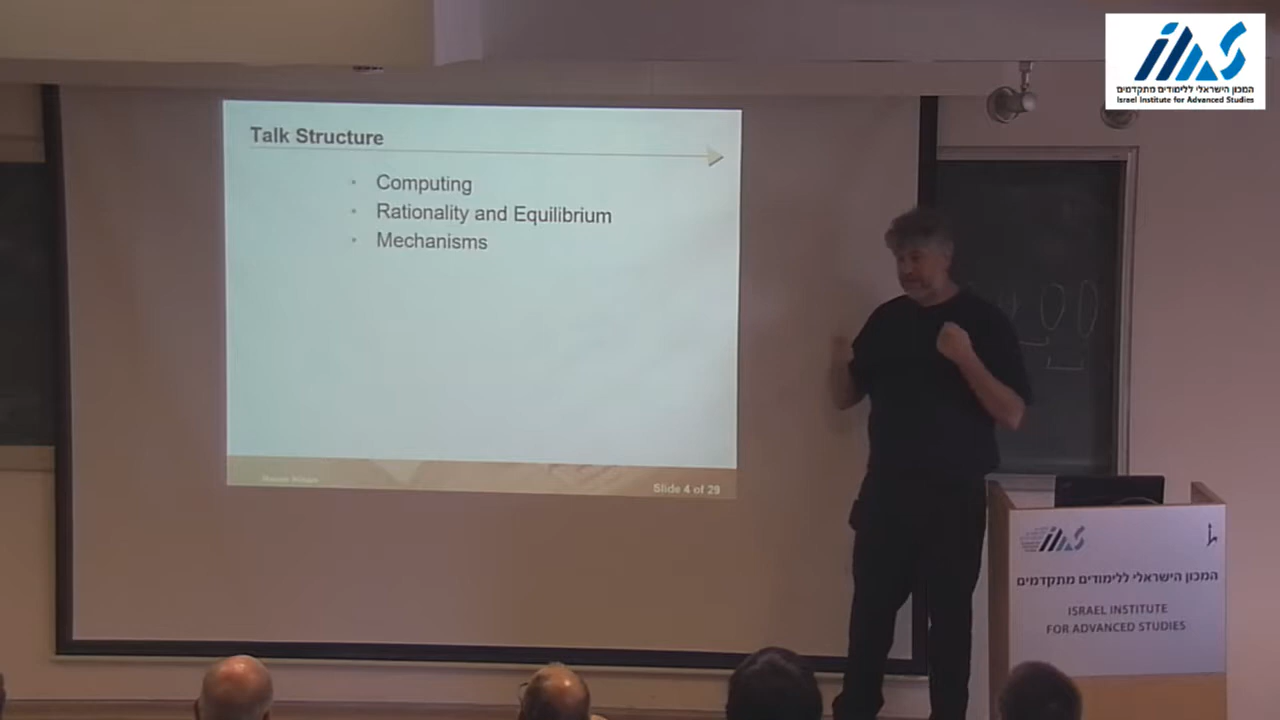 המכון הישראלי ללימודים מתקדמים
Israel Institute for Advanced Studies
Talk Structure
• Computing
• Rationality and Equilibrium
• Mechanisms
Slide 4 of 29
המכון הישראלי ללימודים מתקדמים
ISRAEL INSTITUTE
FOR ADVANCED STUDIES